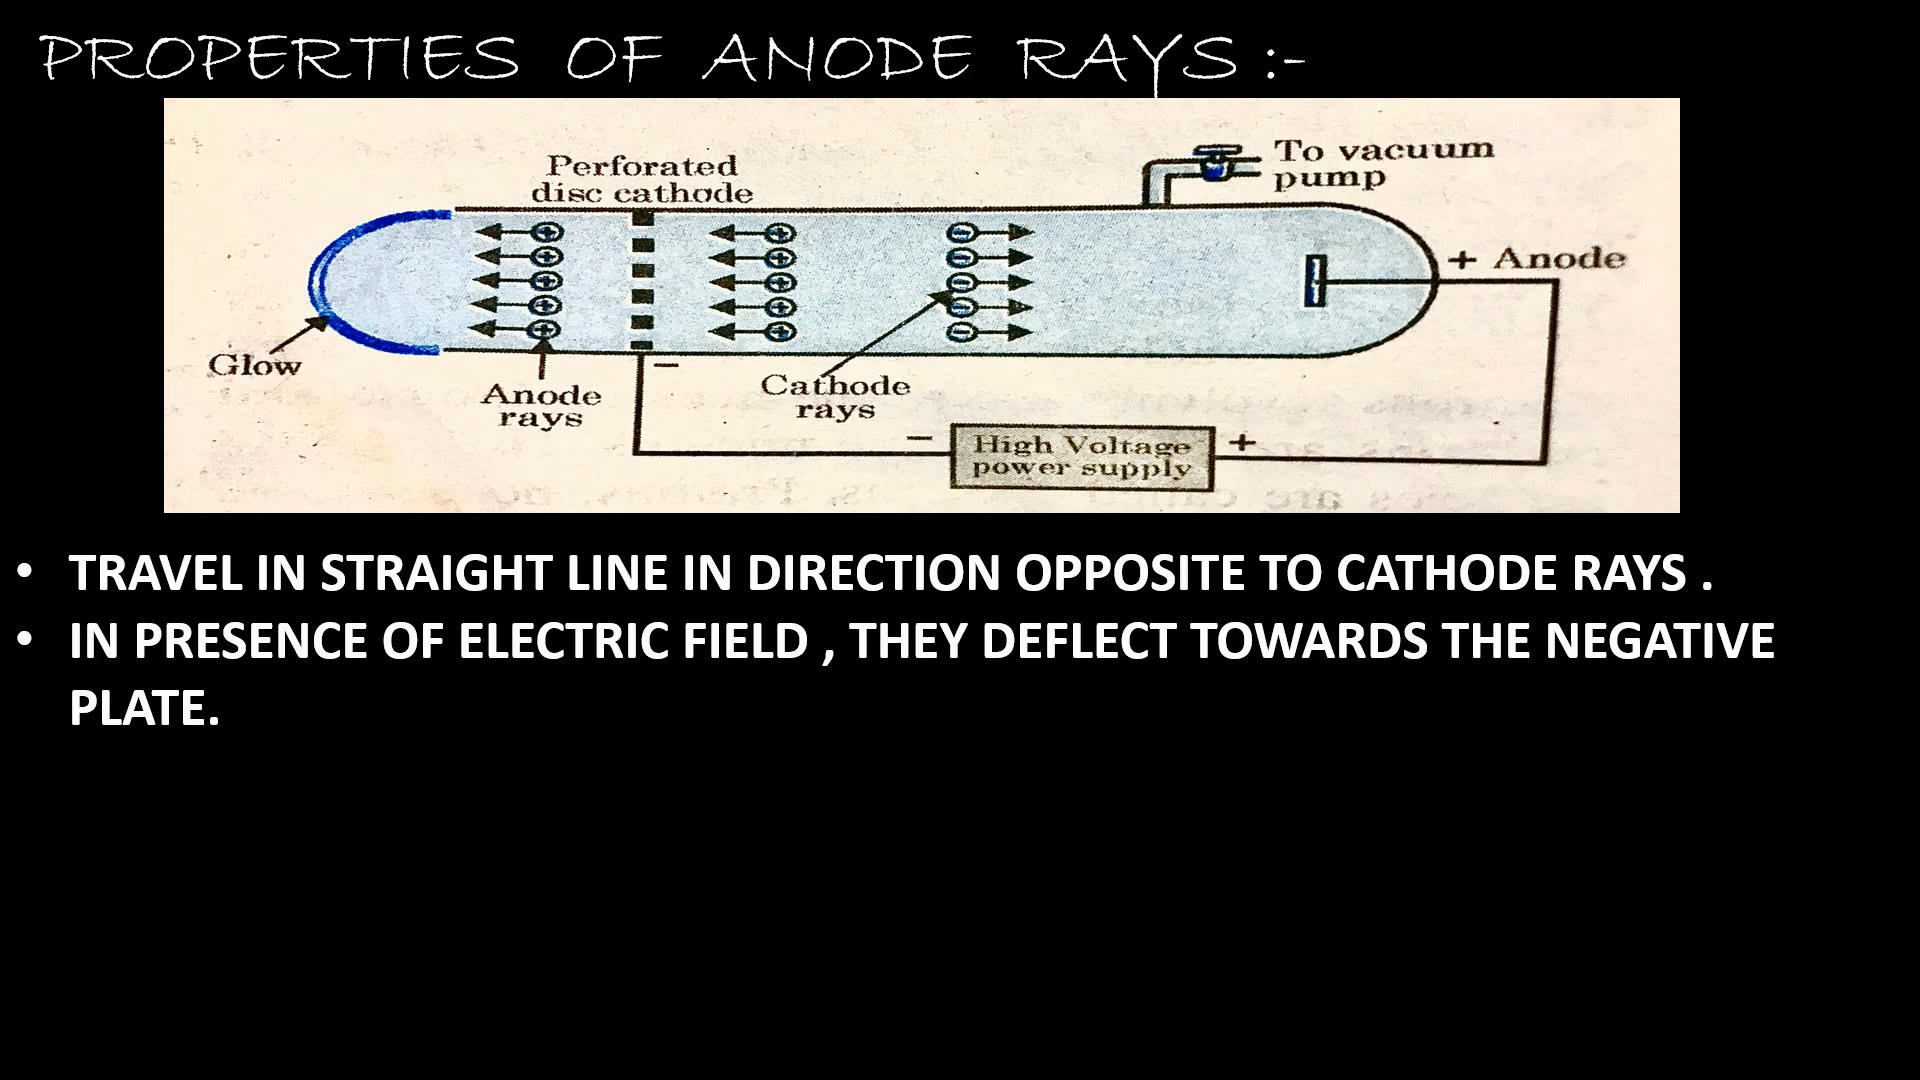 PROPERTIES OF ANODE RAYS :-
Perforated
disc cathode
To vacuum
pump
+ Anode
Glow
Anode
rays
Cathode
rays
−
−
High Voltage
power supply
+
• TRAVEL IN STRAIGHT LINE IN DIRECTION OPPOSITE TO CATHODE RAYS .
• IN PRESENCE OF ELECTRIC FIELD , THEY DEFLECT TOWARDS THE NEGATIVE
PLATE.